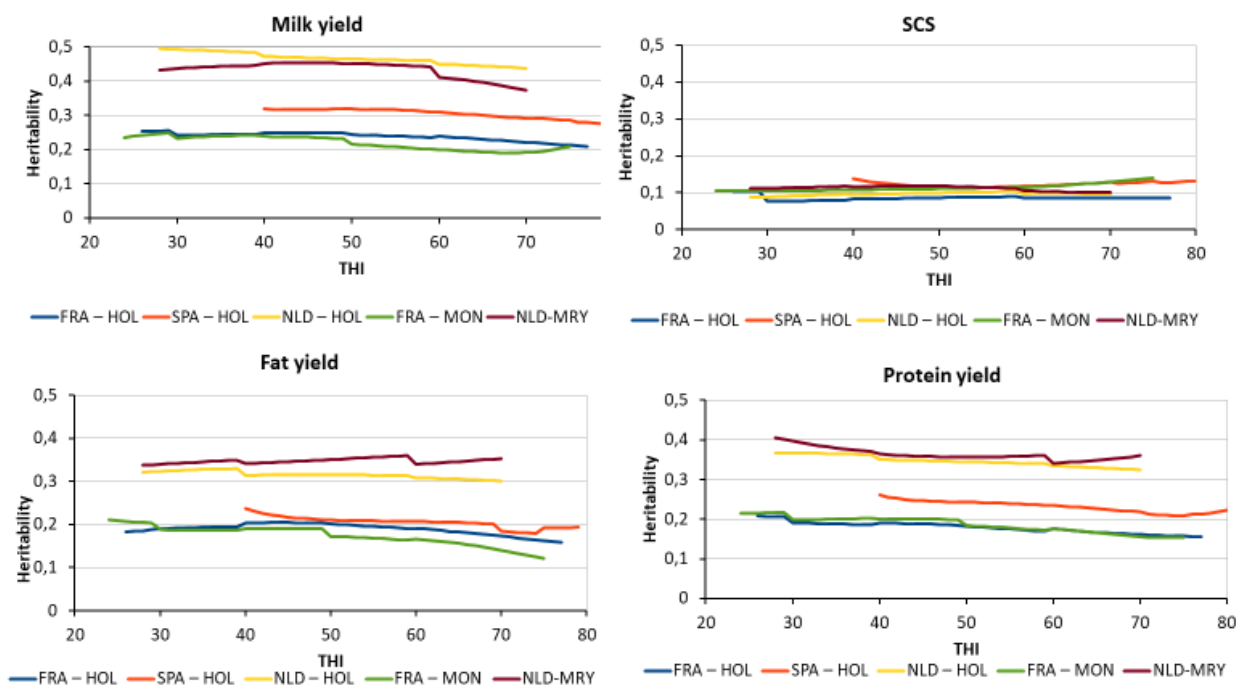 Milk yield
0,5
0,4
0,3
0,2
0,1
0
Heritability
20 30 40 50 60 70
THI
FRA – HOL SPA – HOL NLD – HOL FRA – MON NLD-MRY
SCS
0,5
0,4
0,3
0,2
0,1
0
Heritability
20 30 40 50 60 70 80
THI
FRA – HOL SPA – HOL NLD – HOL FRA – MON NLD-MRY
Fat yield
0,5
0,4
0,3
0,2
0,1
0
Heritability
20 30 40 50 60 70 80
THI
FRA – HOL SPA – HOL NLD – HOL FRA – MON NLD-MRY
Protein yield
0,5
0,4
0,3
0,2
0,1
0
Heritability
20 30 40 50 60 70 80
THI
FRA – HOL SPA – HOL NLD – HOL FRA – MON NLD-MRY